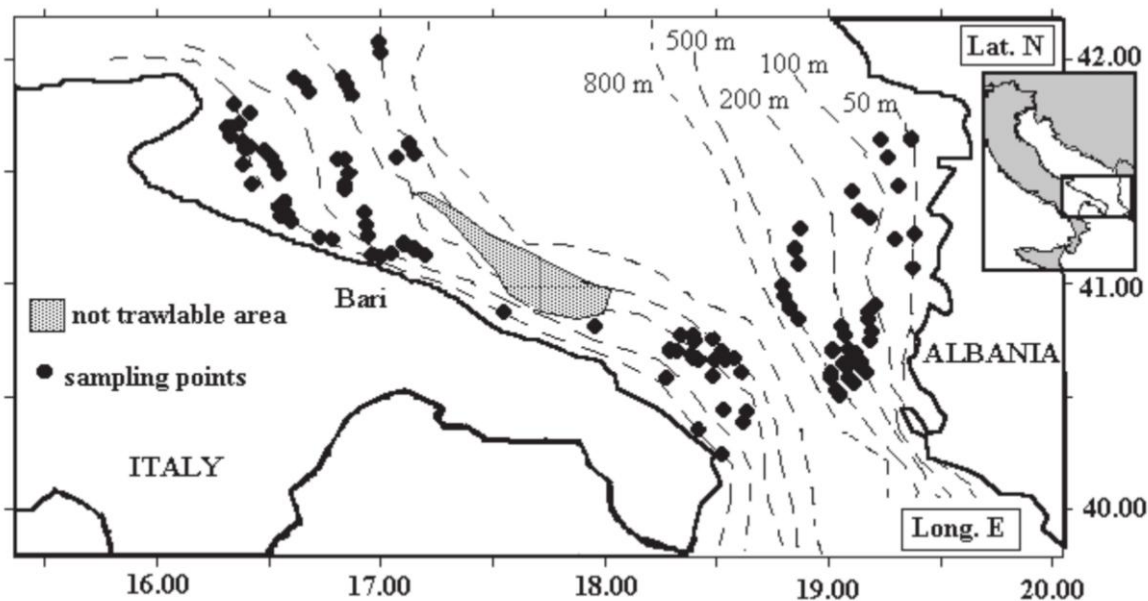 Lat. N
42.00
500 m
800 m
100 m
200 m
50 m
41.00
Bari
not trawlable area
sampling points
ALBANIA
ITALY
40.00
Long. E
16.00
17.00
18.00
19.00
20.00